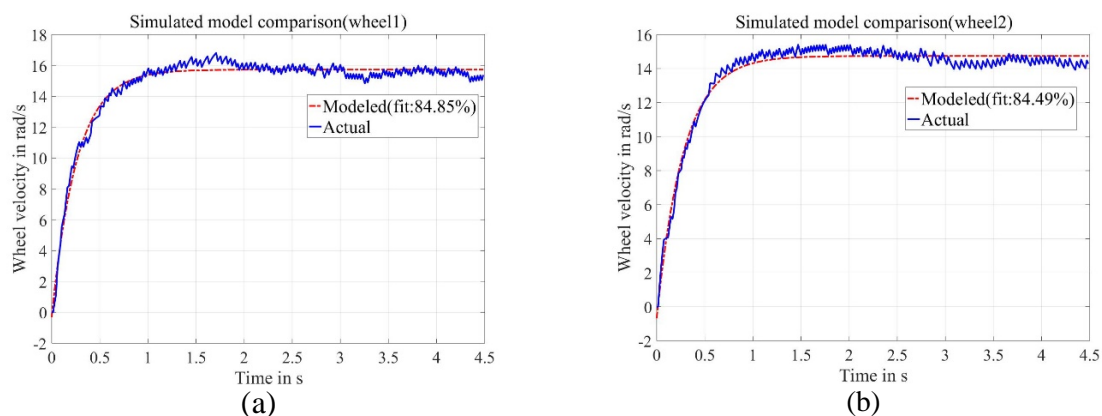 Simulated model comparison(wheel1)
Wheel velocity in rad/s
18
16
14
12
10
8
6
4
2
0
-2
Modeled(fit:84.85%)
Actual
0 0.5 1 1.5 2 2.5 3 3.5 4 4.5
Time in s
(a)
Simulated model comparison(wheel2)
Wheel velocity in rad/s
16
14
12
10
8
6
4
2
0
-2
Modeled(fit:84.49%)
Actual
0 0.5 1 1.5 2 2.5 3 3.5 4 4.5
Time in s
(b)